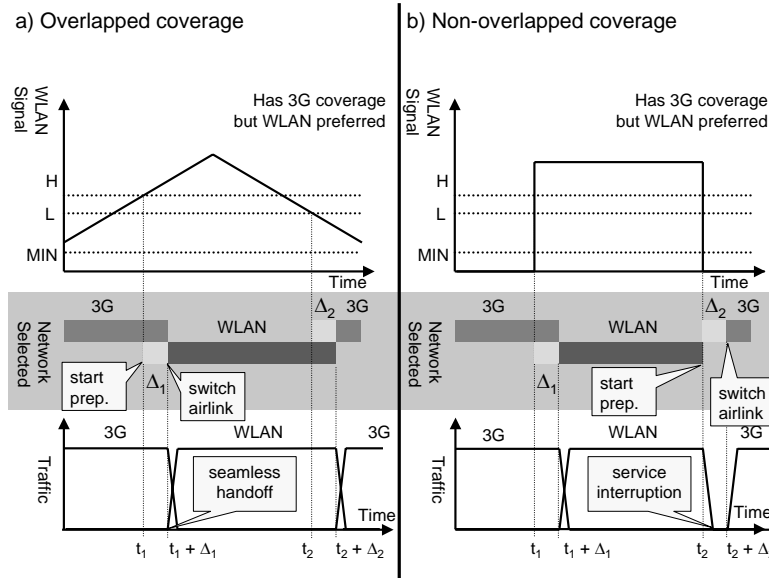 a) Overlapped coverage
WLAN
Signal
Has 3G coverage
but WLAN preferred
H
L
MIN
Time
Network
Selected
3G
WLAN
Δ2
3G
start
prep.
Δ1
switch
airlink
Traffic
3G
WLAN
3G
seamless
handoff
Time
t1
t1 + Δ1
t2
t2 + Δ2
b) Non-overlapped coverage
WLAN
Signal
Has 3G coverage
but WLAN preferred
H
L
MIN
Time
Network
Selected
3G
WLAN
Δ2
3G
Δ1
start
prep.
switch
airlink
Traffic
3G
WLAN
3G
service
interruption
Time
t1
t1 + Δ1
t2
t2 + Δ